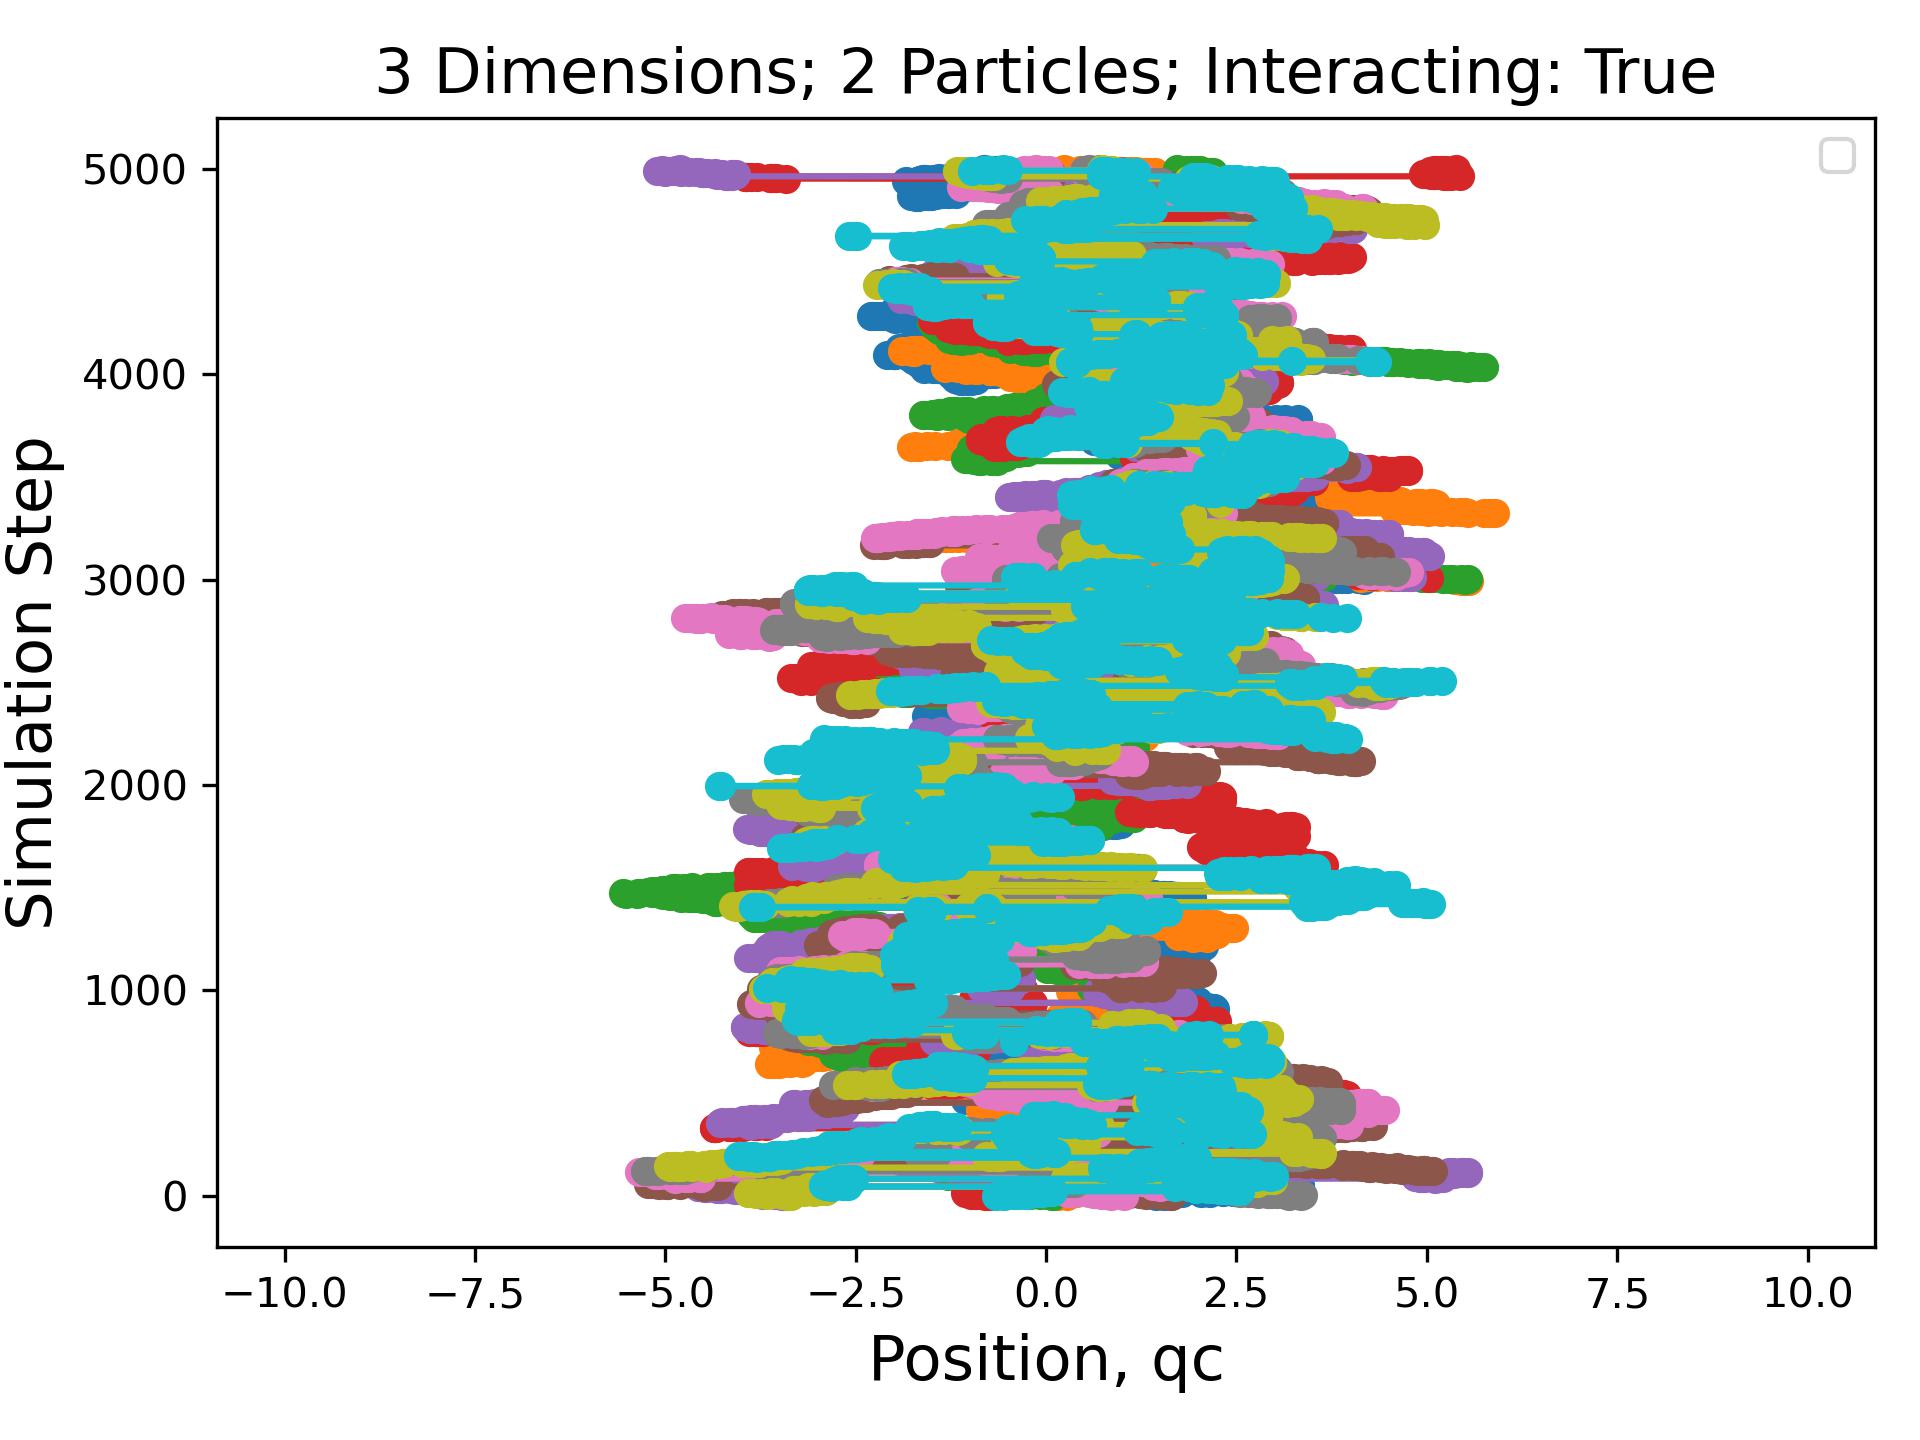 3 Dimensions; 2 Particles; Interacting: True
5000
4000
3000
2000
1000
0
Simulation Step
−10.0 −7.5 −5.0 −2.5 0.0 2.5 5.0 7.5 10.0
Position, qc